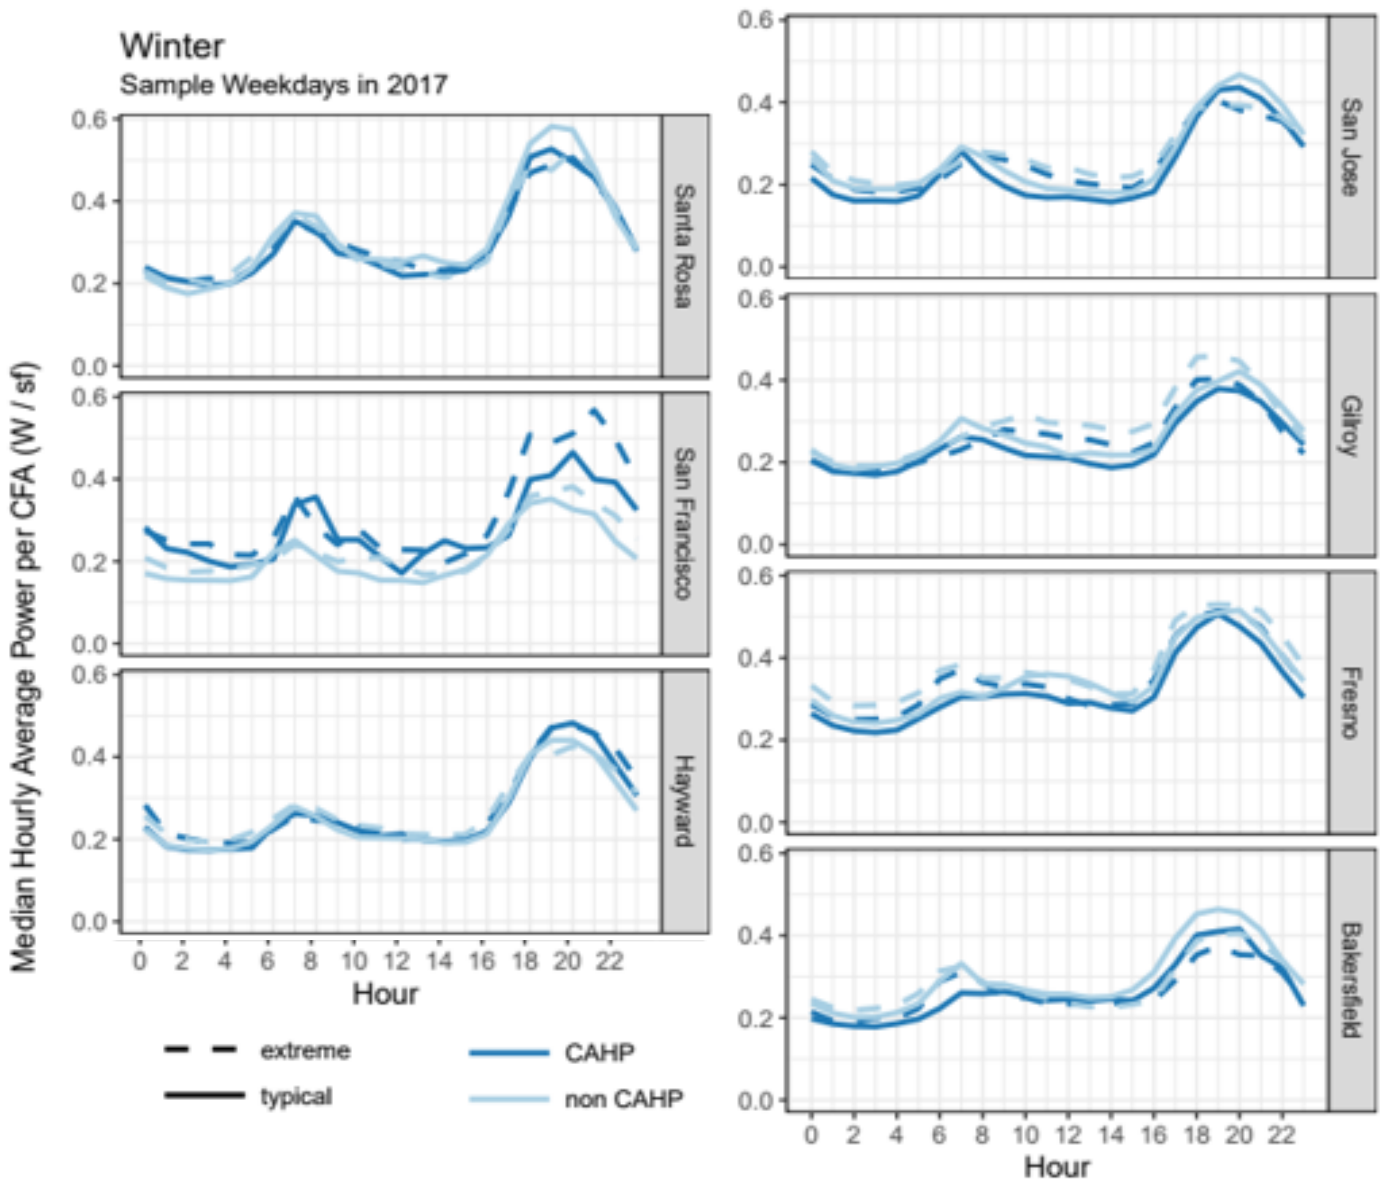 Winter
Sample Weekdays in 2017
Median Hourly Average Power per CFA (W / sf)
0.6
0.4
0.2
0.0
Santa Rosa
0.6
0.4
0.2
0.0
San Francisco
0.6
0.4
0.2
0.0
Hayward
0 2 4 6 8 10 12 14 16 18 20 22
Hour
extreme
typical
CAHP
non CAHP
0.6
0.4
0.2
0.0
San Jose
0.6
0.4
0.2
0.0
Gilroy
0.6
0.4
0.2
0.0
Fresno
0.6
0.4
0.2
0.0
Bakersfield
0 2 4 6 8 10 12 14 16 18 20 22
Hour